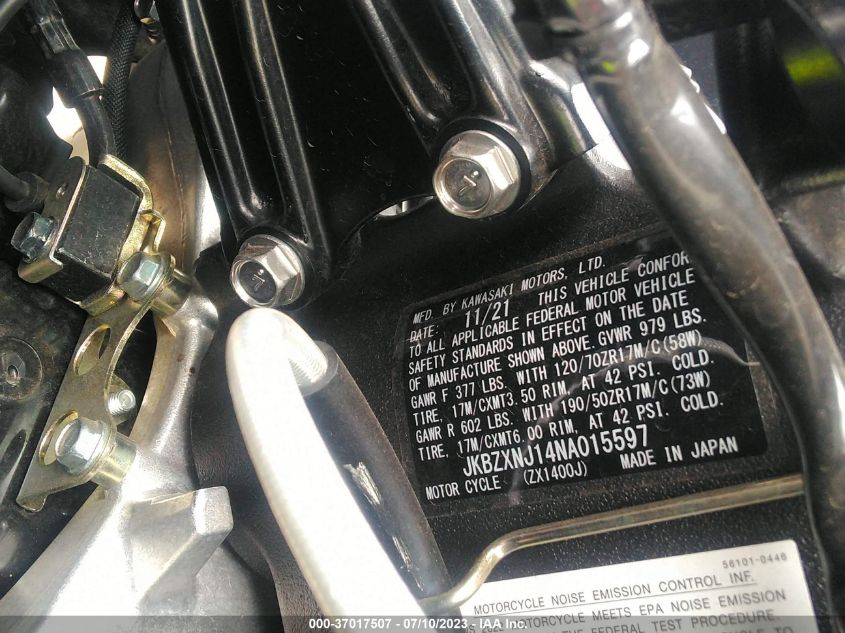 MFD. BY KAWASAKI MOTORS, LTD.
DATE: 11/21 THIS VEHICLE CONFOR
TO ALL APPLICABLE FEDERAL MOTOR VEHICLE
SAFETY STANDARDS IN EFFECT ON THE DATE
OF MANUFACTURE SHOWN ABOVE. GVWR 979 LBS.
GAWR F 377 LBS. WITH 120/70ZR17M/C(58W)
TIRE, 17M/CXMT3.50 RIM, AT 42 PSI. COLD.
GAWR R 602 LBS. WITH 190/50ZR17M/C(73W)
TIRE, 17M/CXMT6.00 RIM, AT 42 PSI. COLD.
JKBZXNJ14NA015597
MOTOR CYCLE (ZX1400J) MADE IN JAPAN
56101-0446
MOTORCYCLE NOISE EMISSION CONTROL INF.
2022 MOTORCYCLE MEETS EPA NOISE EMISSION
THE FEDERAL TEST PROCEDURE.
000-37017507 - 07/10/2023 - IAA Inc.